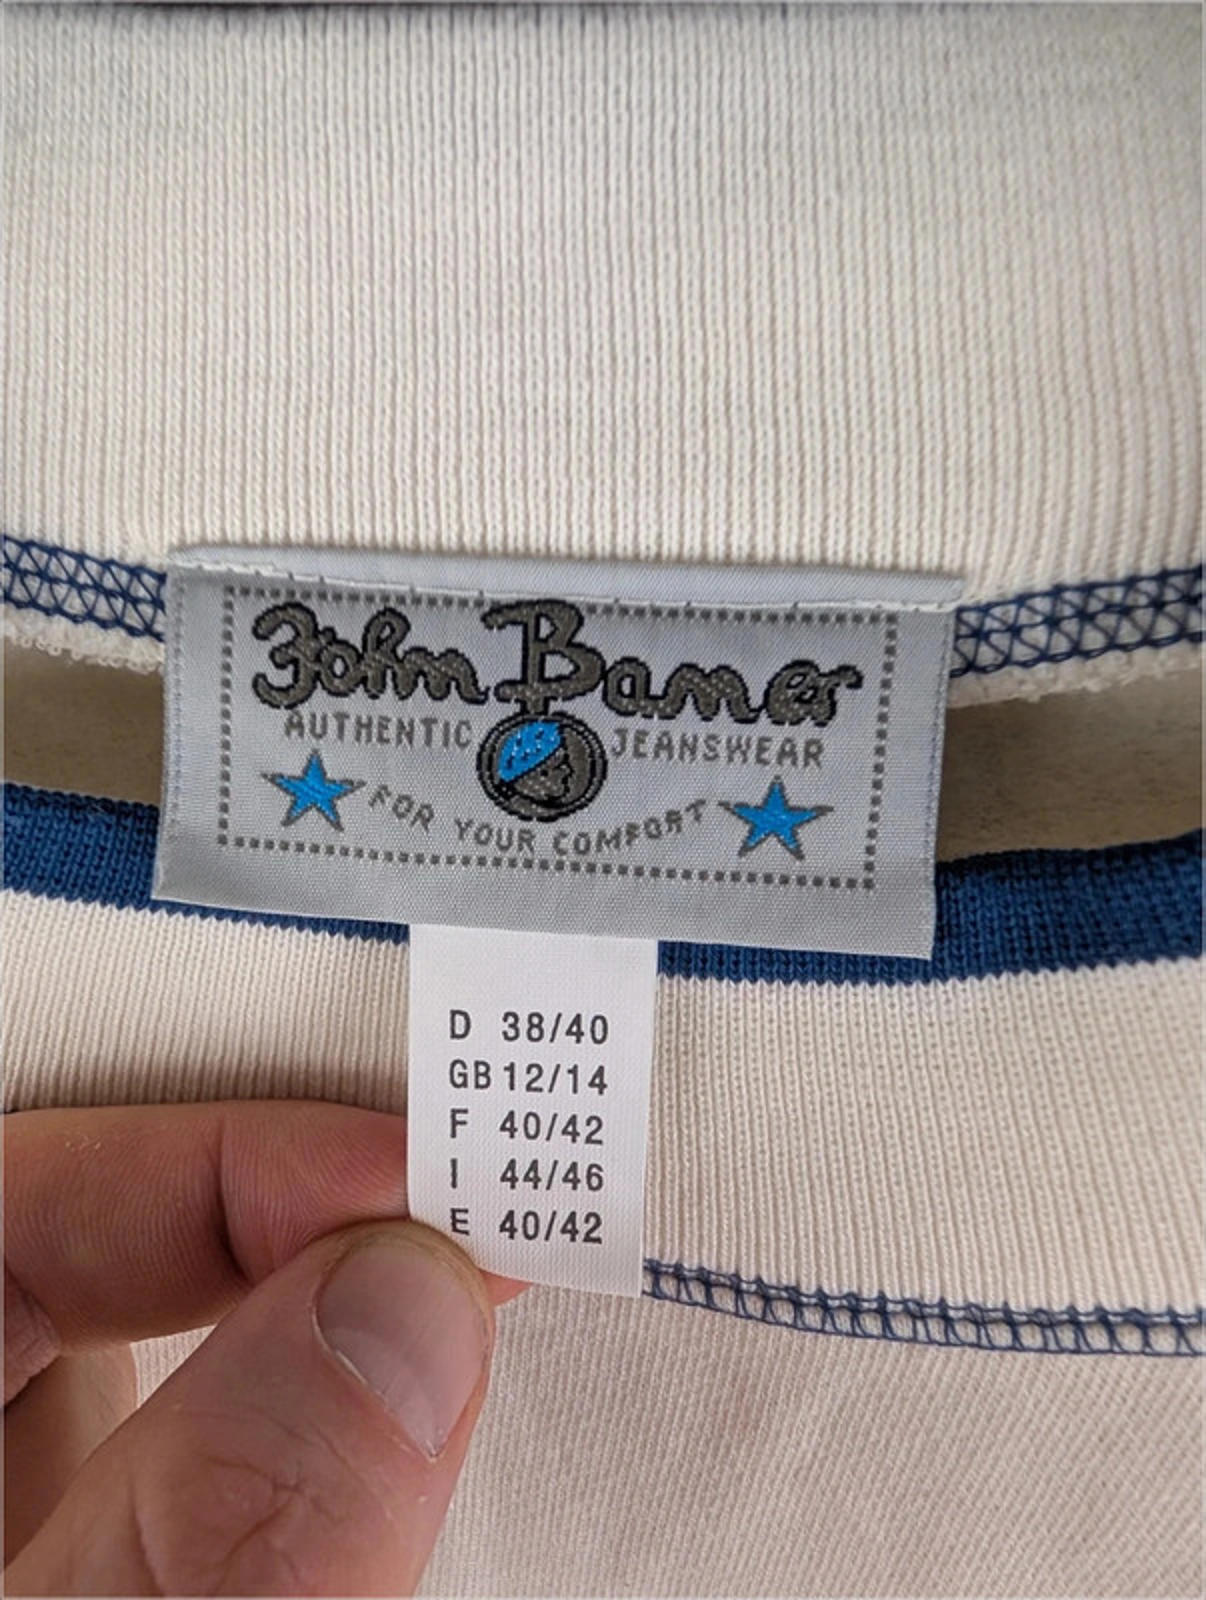 John Baner
AUTHENTIC JEANSWEAR
FOR YOUR COMFORT
D 38/40
GB 12/14
F 40/42
I 44/46
E 40/42